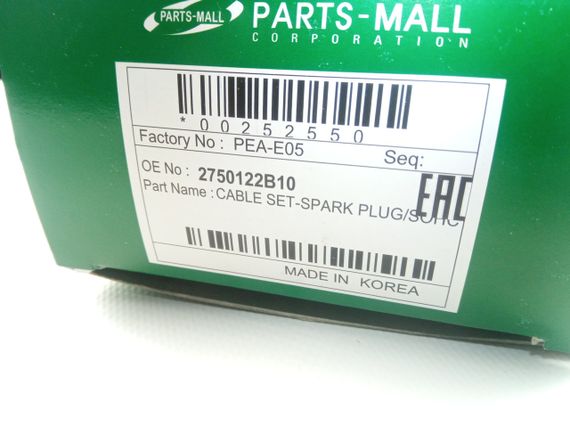 PARTS-MALL
PARTS-MALL
CORPORATION
*00252550
Factory No : PEA-E05 Seq:
OE No : 2750122B10
Part Name : CABLE SET-SPARK PLUG/SOHC
EAC
MADE IN KOREA